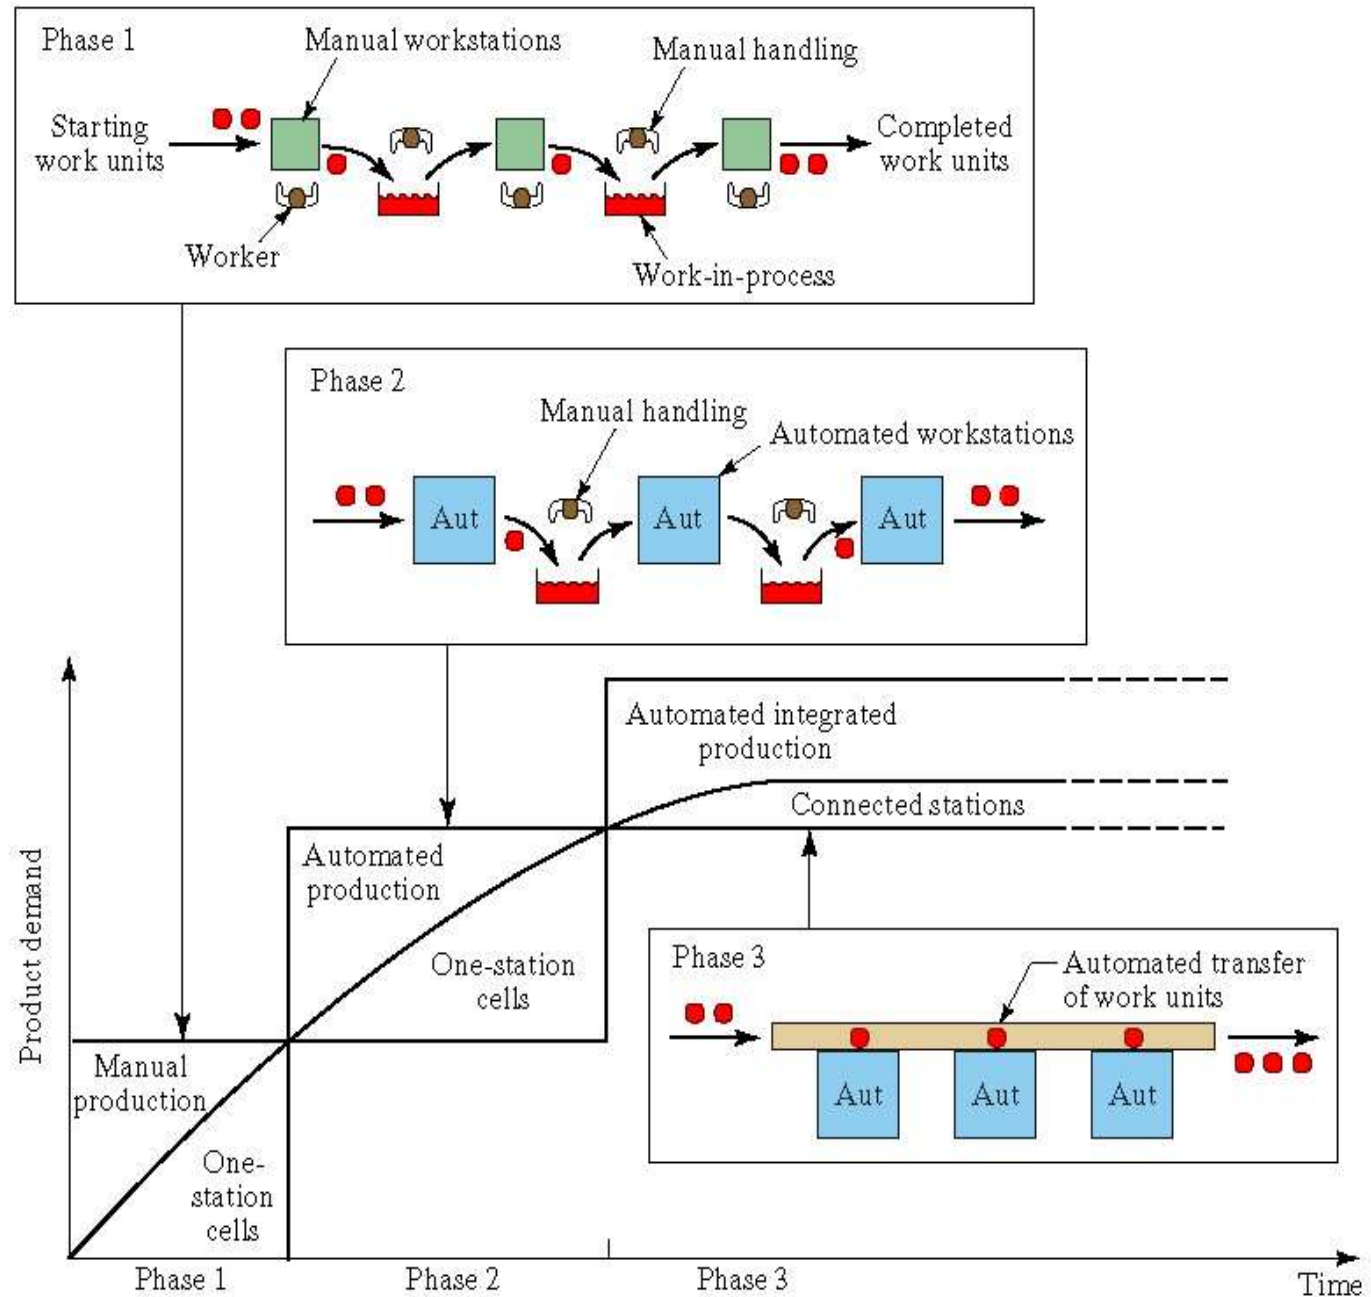 Phase 1
Manual workstations
Manual handling
Starting
work units
Completed
work units
Worker
Work-in-process
Phase 2
Manual handling
Automated workstations
Aut
Aut
Aut
Automated integrated
production
Connected stations
Automated
production
One-station
cells
Product demand
Manual
production
One-
station
cells
Phase 3
Automated transfer
of work units
Aut
Aut
Aut
Phase 1
Phase 2
Phase 3
Time